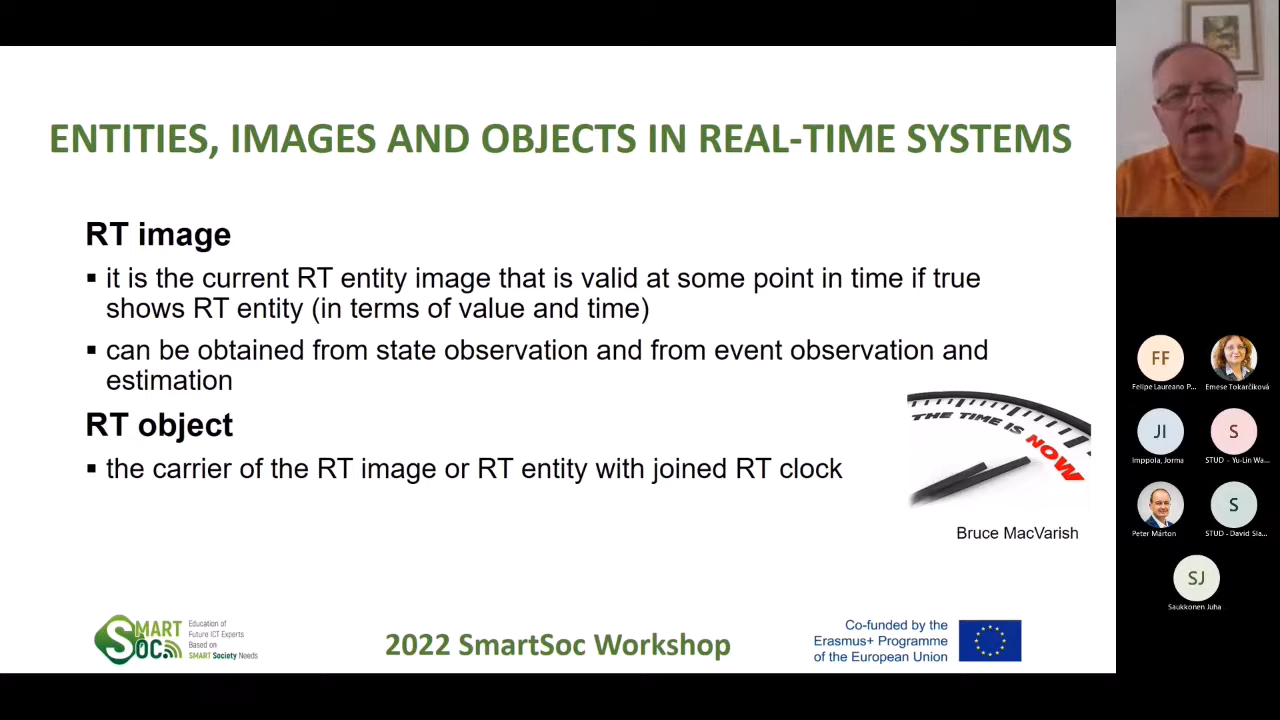 ENTITIES, IMAGES AND OBJECTS IN REAL-TIME SYSTEMS
RT image
▪ it is the current RT entity image that is valid at some point in time if true
shows RT entity (in terms of value and time)
▪ can be obtained from state observation and from event observation and
estimation
RT object
▪ the carrier of the RT image or RT entity with joined RT clock
THE TIME IS NOW
Bruce MacVarish
SMART
SOC
Education of
Future ICT Experts
Based on
SMART Society Needs
2022 SmartSoc Workshop
Co-funded by the
Erasmus+ Programme
of the European Union
FF
Felipe Laureano P...
Emese Tokarčíková
JI
Imppola, Jorma
S
STUD - Yu-Lin Wa...
Peter Márton
S
STUD - David Sla...
SJ
Saukkonen Juha